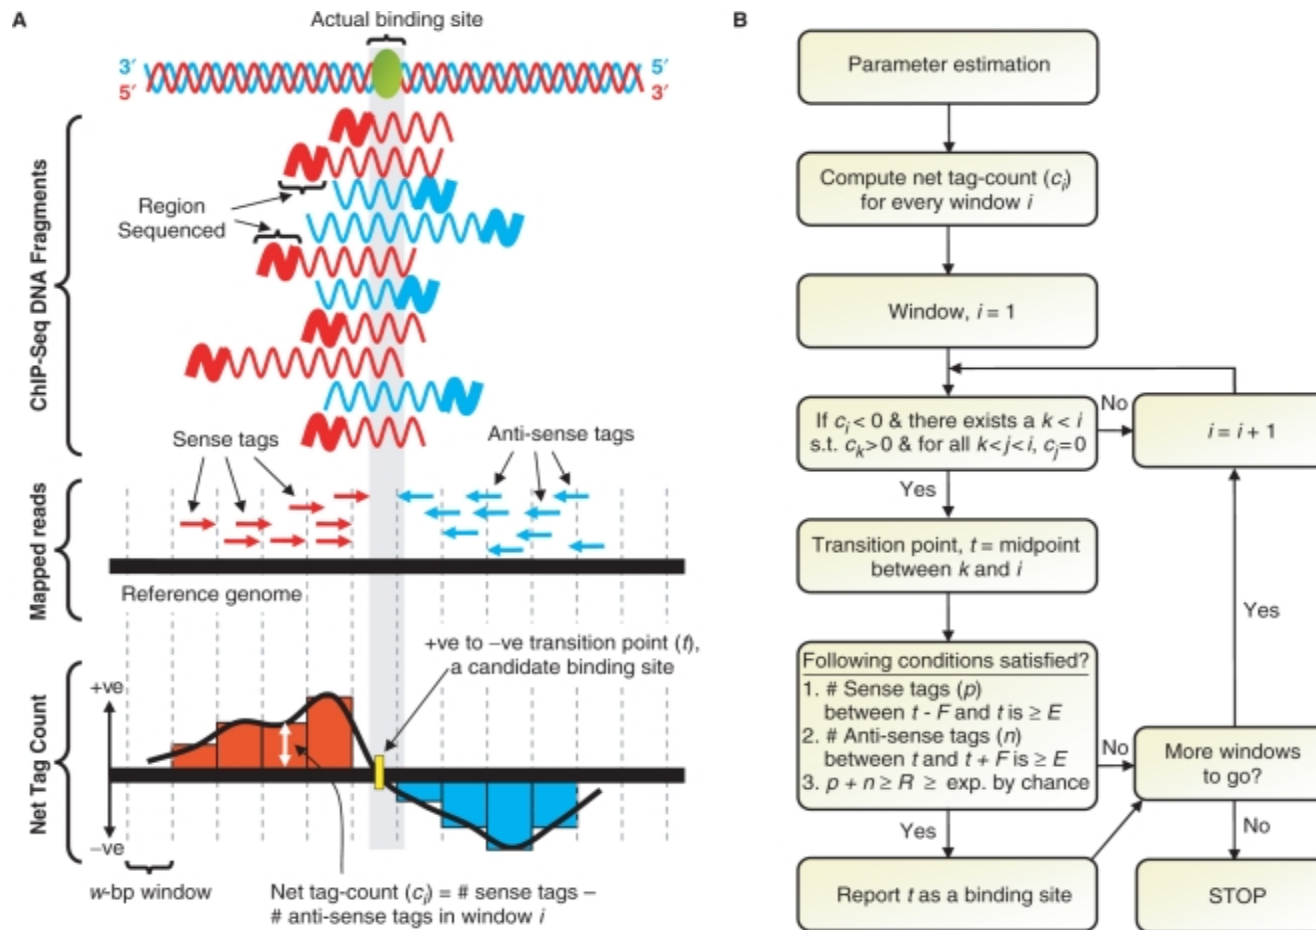 A
Actual binding site
3′
5′
5′
3′
ChIP-Seq DNA Fragments
Region
Sequenced
Sense tags
Anti-sense tags
Mapped reads
Reference genome
+ve to –ve transition point (t),
a candidate binding site
Net Tag Count
+ve
–ve
w-bp window
Net tag-count (ci) = # sense tags –
# anti-sense tags in window i
B
Parameter estimation
Compute net tag-count (ci)
for every window i
Window, i = 1
If ci < 0 & there exists a k < i
s.t. ck>0 & for all k<j<i, cj=0
No
i = i + 1
Yes
Transition point, t = midpoint
between k and i
Yes
Following conditions satisfied?
1. # Sense tags (p)
between t - F and t is ≥ E
2. # Anti-sense tags (n)
between t and t + F is ≥ E
3. p + n ≥ R ≥ exp. by chance
No
More windows
to go?
Yes
No
Report t as a binding site
STOP